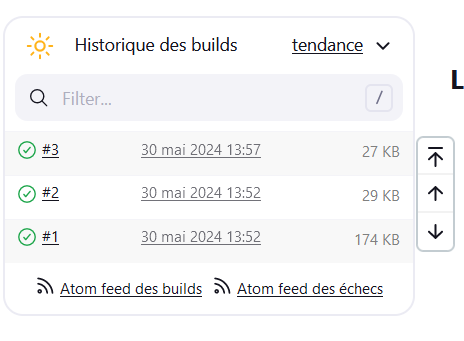 Historique des builds tendance
L
Filter... /
#3 30 mai 2024 13:57 27 KB
#2 30 mai 2024 13:52 29 KB
#1 30 mai 2024 13:52 174 KB
Atom feed des builds Atom feed des échecs